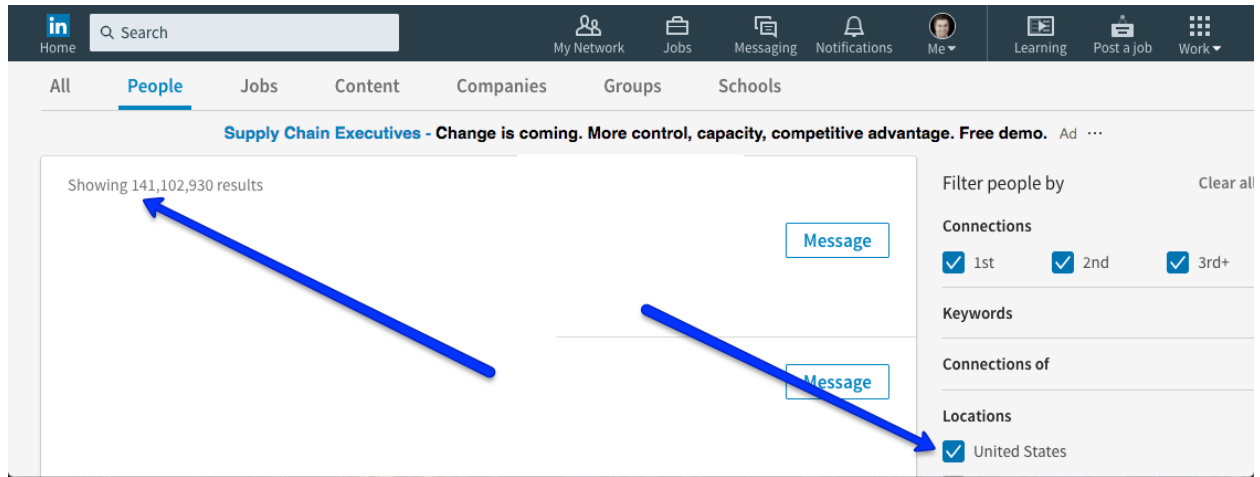 in Search
Home My Network Jobs Messaging Notifications Me Learning Post a job Work
All People Jobs Content Companies Groups Schools
Supply Chain Executives - Change is coming. More control, capacity, competitive advantage. Free demo. Ad ...
Showing 141,102,930 results
Filter people by Clear all
Connections
Message
1st 2nd 3rd+
Keywords
Connections of
Message
Locations
United States